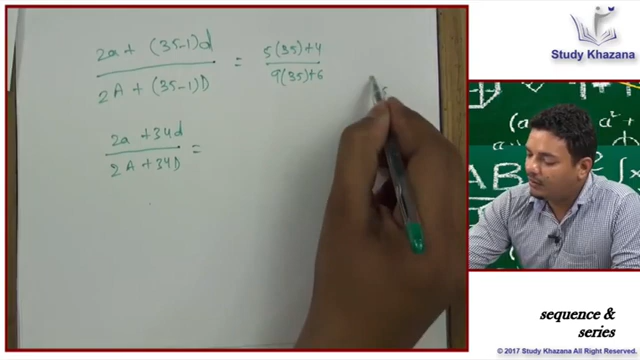 2a + (35-1)d / 2A + (35-1)D = 5(35)+4 / 9(35)+6
2a + 34d / 2A + 34D =
Study Khazana
sequence &
series
© 2017 Study Khazana All Right Reserved.